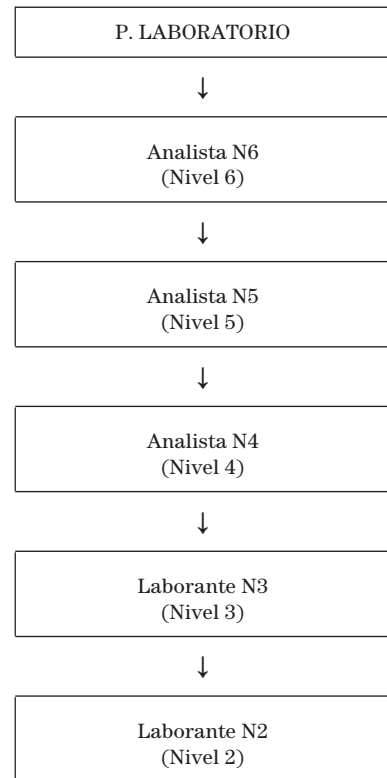 P. LABORATORIO
↓
Analista N6
(Nivel 6)
↓
Analista N5
(Nivel 5)
↓
Analista N4
(Nivel 4)
↓
Laborante N3
(Nivel 3)
↓
Laborante N2
(Nivel 2)